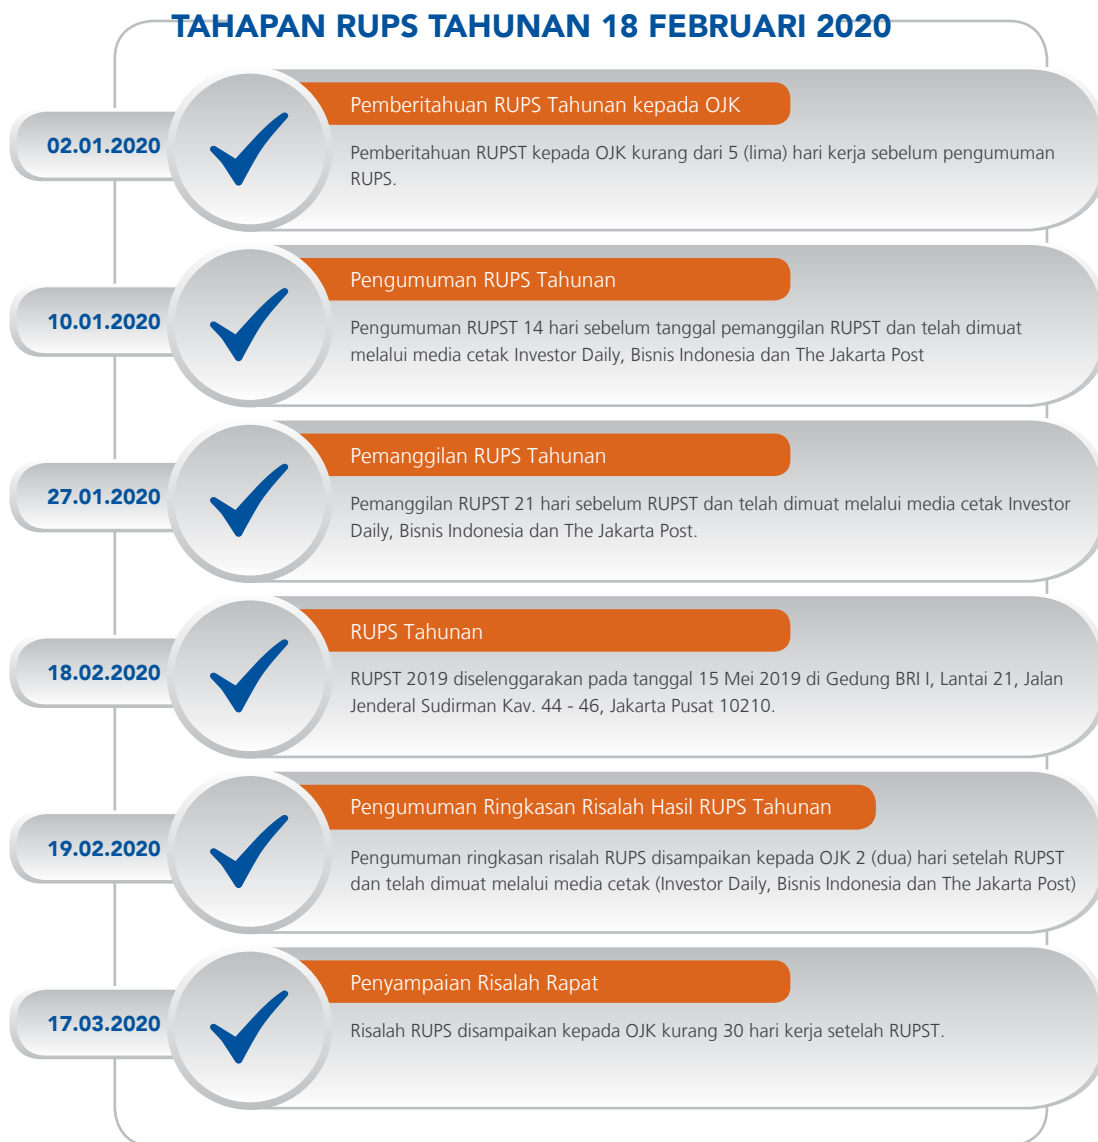 TAHAPAN RUPS TAHUNAN 18 FEBRUARI 2020
02.01.2020
Pemberitahuan RUPS Tahunan kepada OJK
Pemberitahuan RUPST kepada OJK kurang dari 5 (lima) hari kerja sebelum pengumuman
RUPS.
10.01.2020
Pengumuman RUPS Tahunan
Pengumuman RUPST 14 hari sebelum tanggal pemanggilan RUPST dan telah dimuat
melalui media cetak Investor Daily, Bisnis Indonesia dan The Jakarta Post
27.01.2020
Pemanggilan RUPS Tahunan
Pemanggilan RUPST 21 hari sebelum RUPST dan telah dimuat melalui media cetak Investor
Daily, Bisnis Indonesia dan The Jakarta Post.
18.02.2020
RUPS Tahunan
RUPST 2019 diselenggarakan pada tanggal 15 Mei 2019 di Gedung BRI I, Lantai 21, Jalan
Jenderal Sudirman Kav. 44 - 46, Jakarta Pusat 10210.
19.02.2020
Pengumuman Ringkasan Risalah Hasil RUPS Tahunan
Pengumuman ringkasan risalah RUPS disampaikan kepada OJK 2 (dua) hari setelah RUPST
dan telah dimuat melalui media cetak (Investor Daily, Bisnis Indonesia dan The Jakarta Post)
17.03.2020
Penyampaian Risalah Rapat
Risalah RUPS disampaikan kepada OJK kurang 30 hari kerja setelah RUPST.